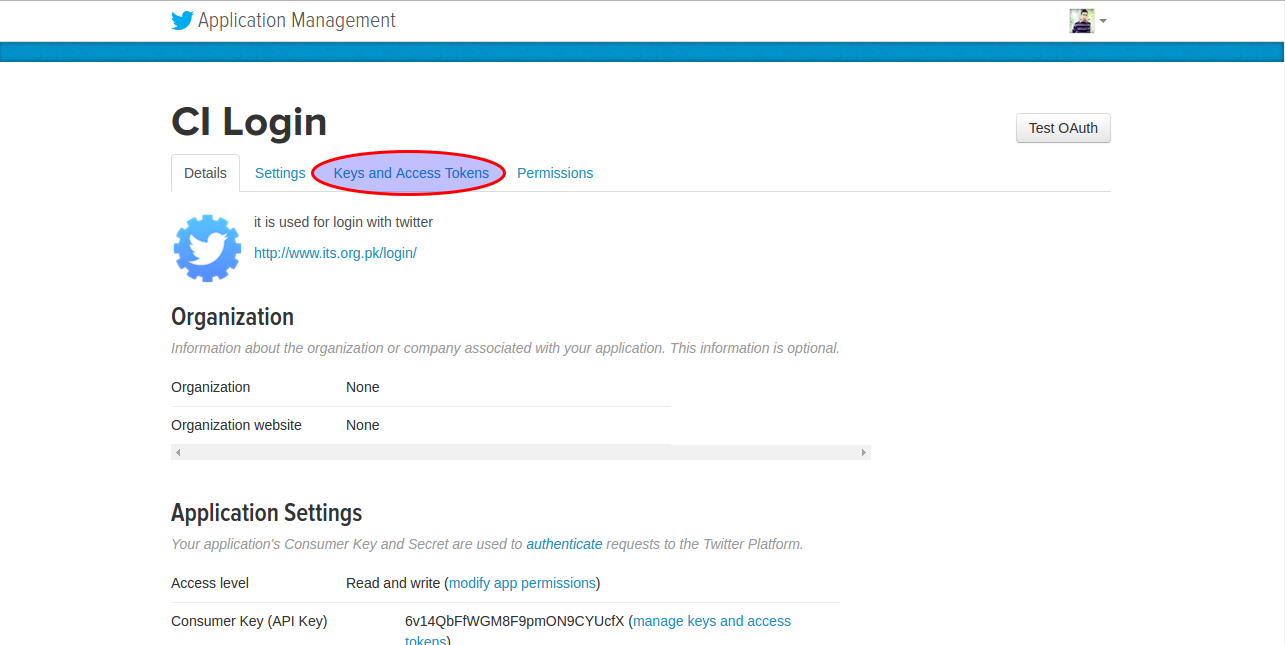 Application Management
CI Login
Test OAuth
Details Settings Keys and Access Tokens Permissions
it is used for login with twitter
http://www.its.org.pk/login/
Organization
Information about the organization or company associated with your application. This information is optional.
Organization None
Organization website None
Application Settings
Your application's Consumer Key and Secret are used to authenticate requests to the Twitter Platform.
Access level Read and write (modify app permissions)
Consumer Key (API Key) 6v14QbFfWGM8F9pmON9CYUcfX (manage keys and access
tokens)